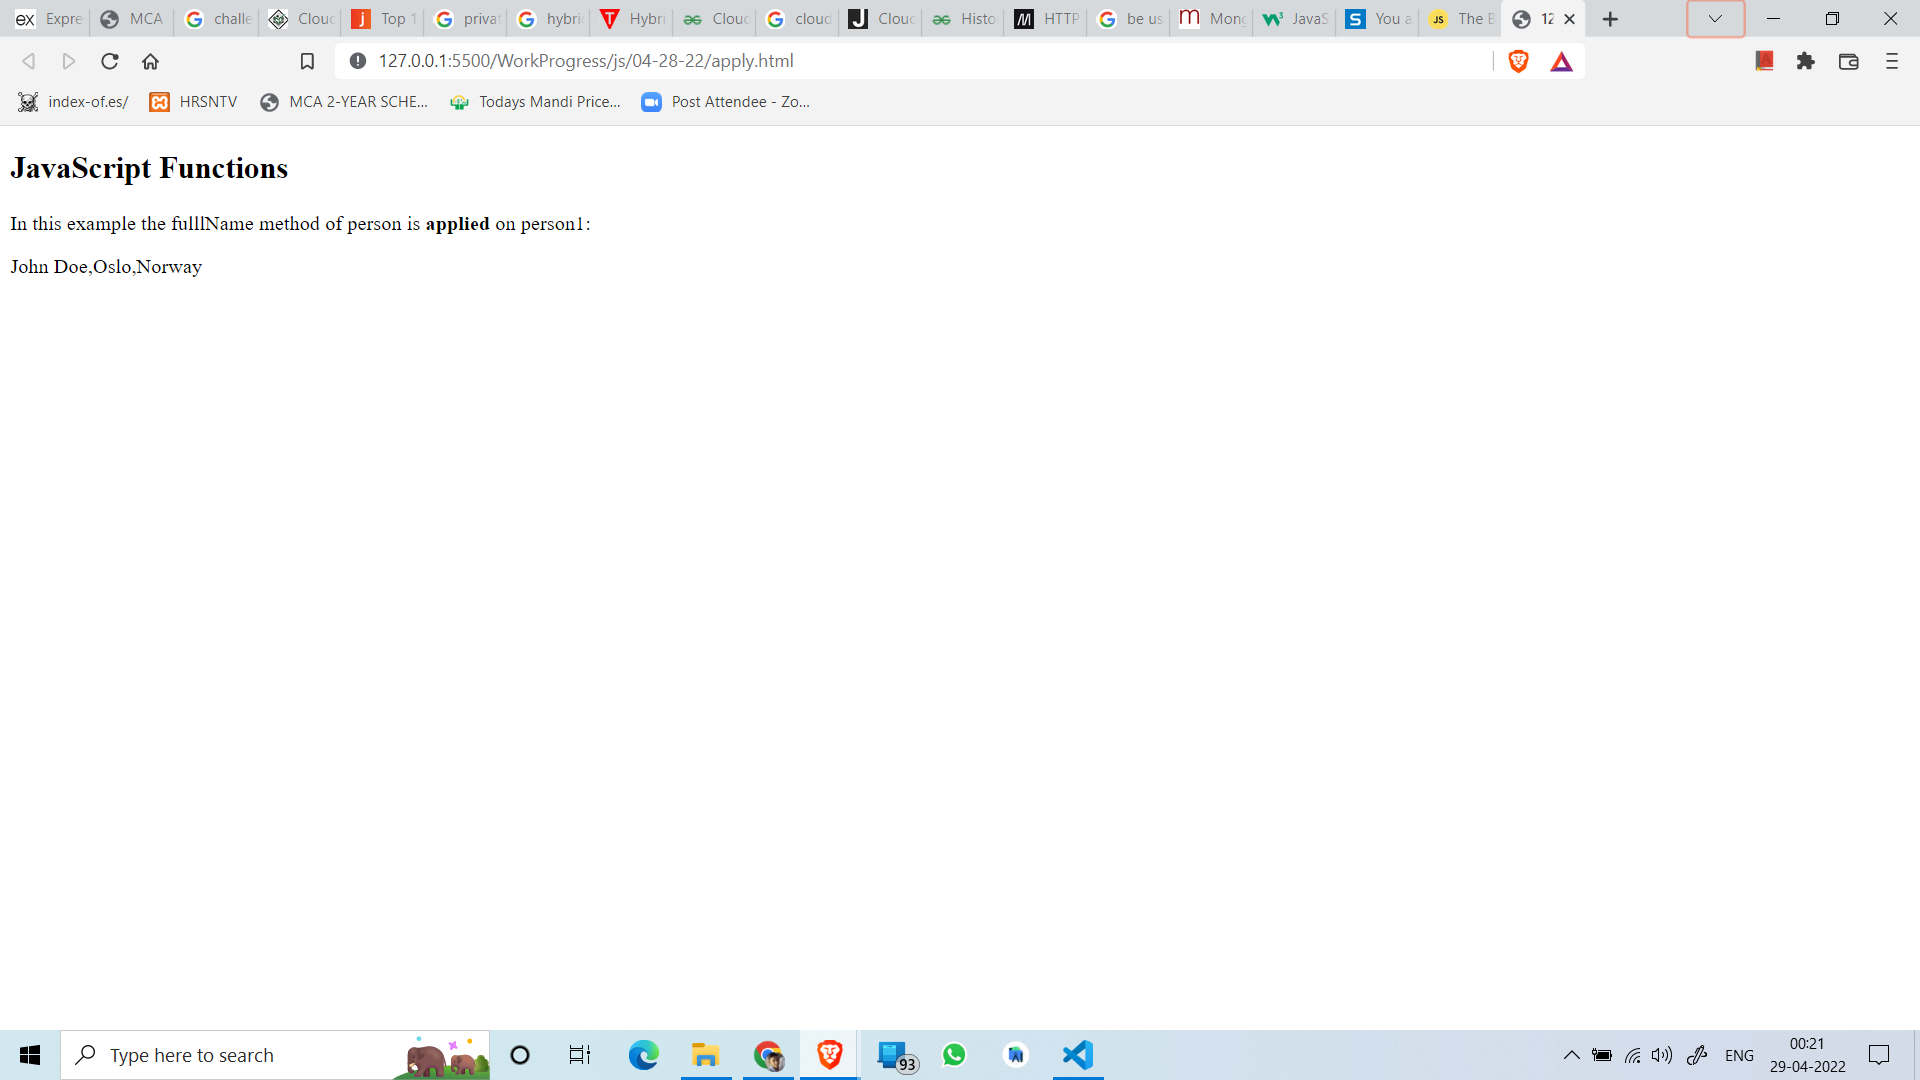 ex Expre MCA challe Clouc Top 1 privat hybri Hybri Clouc cloud Clouc Histo HTTP be us Mong JavaS You a JS The B 12
127.0.0.1:5500/WorkProgress/js/04-28-22/apply.html
index-of.es/ HRSNTV MCA 2-YEAR SCHE... Todays Mandi Price... Post Attendee - Zo...
JavaScript Functions
In this example the fulllName method of person is applied on person1:
John Doe,Oslo,Norway
Type here to search
93
ENG
00:21
29-04-2022